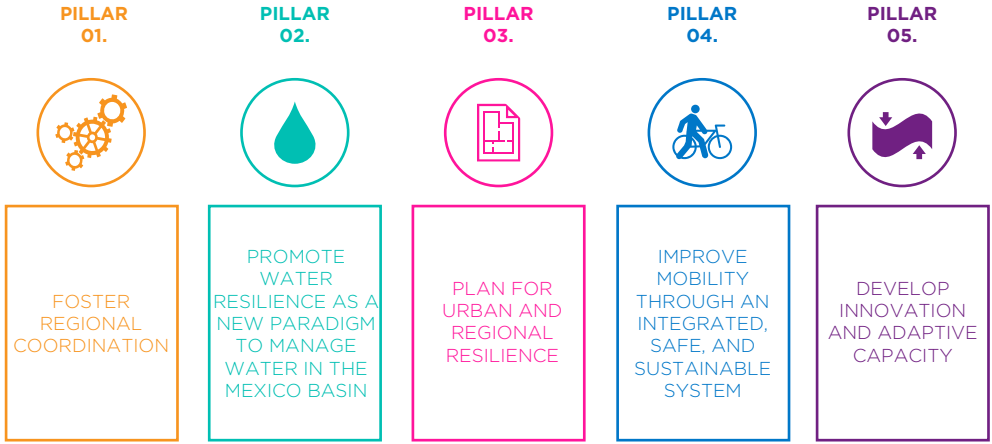 PILLAR
01.
PILLAR
02.
PILLAR
03.
PILLAR
04.
PILLAR
05.
FOSTER
REGIONAL
COORDINATION
PROMOTE
WATER
RESILIENCE AS A
NEW PARADIGM
TO MANAGE
WATER IN THE
MEXICO BASIN
PLAN FOR
URBAN AND
REGIONAL
RESILIENCE
IMPROVE
MOBILITY
THROUGH AN
INTEGRATED,
SAFE, AND
SUSTAINABLE
SYSTEM
DEVELOP
INNOVATION
AND ADAPTIVE
CAPACITY